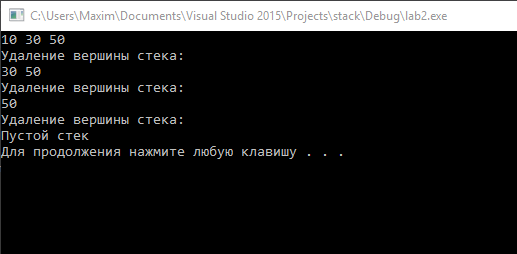 C:\Users\Maxim\Documents\Visual Studio 2015\Projects\stack\Debug\lab2.exe
10 30 50
Удаление вершины стека:
30 50
Удаление вершины стека:
50
Удаление вершины стека:
Пустой стек
Для продолжения нажмите любую клавишу . . .